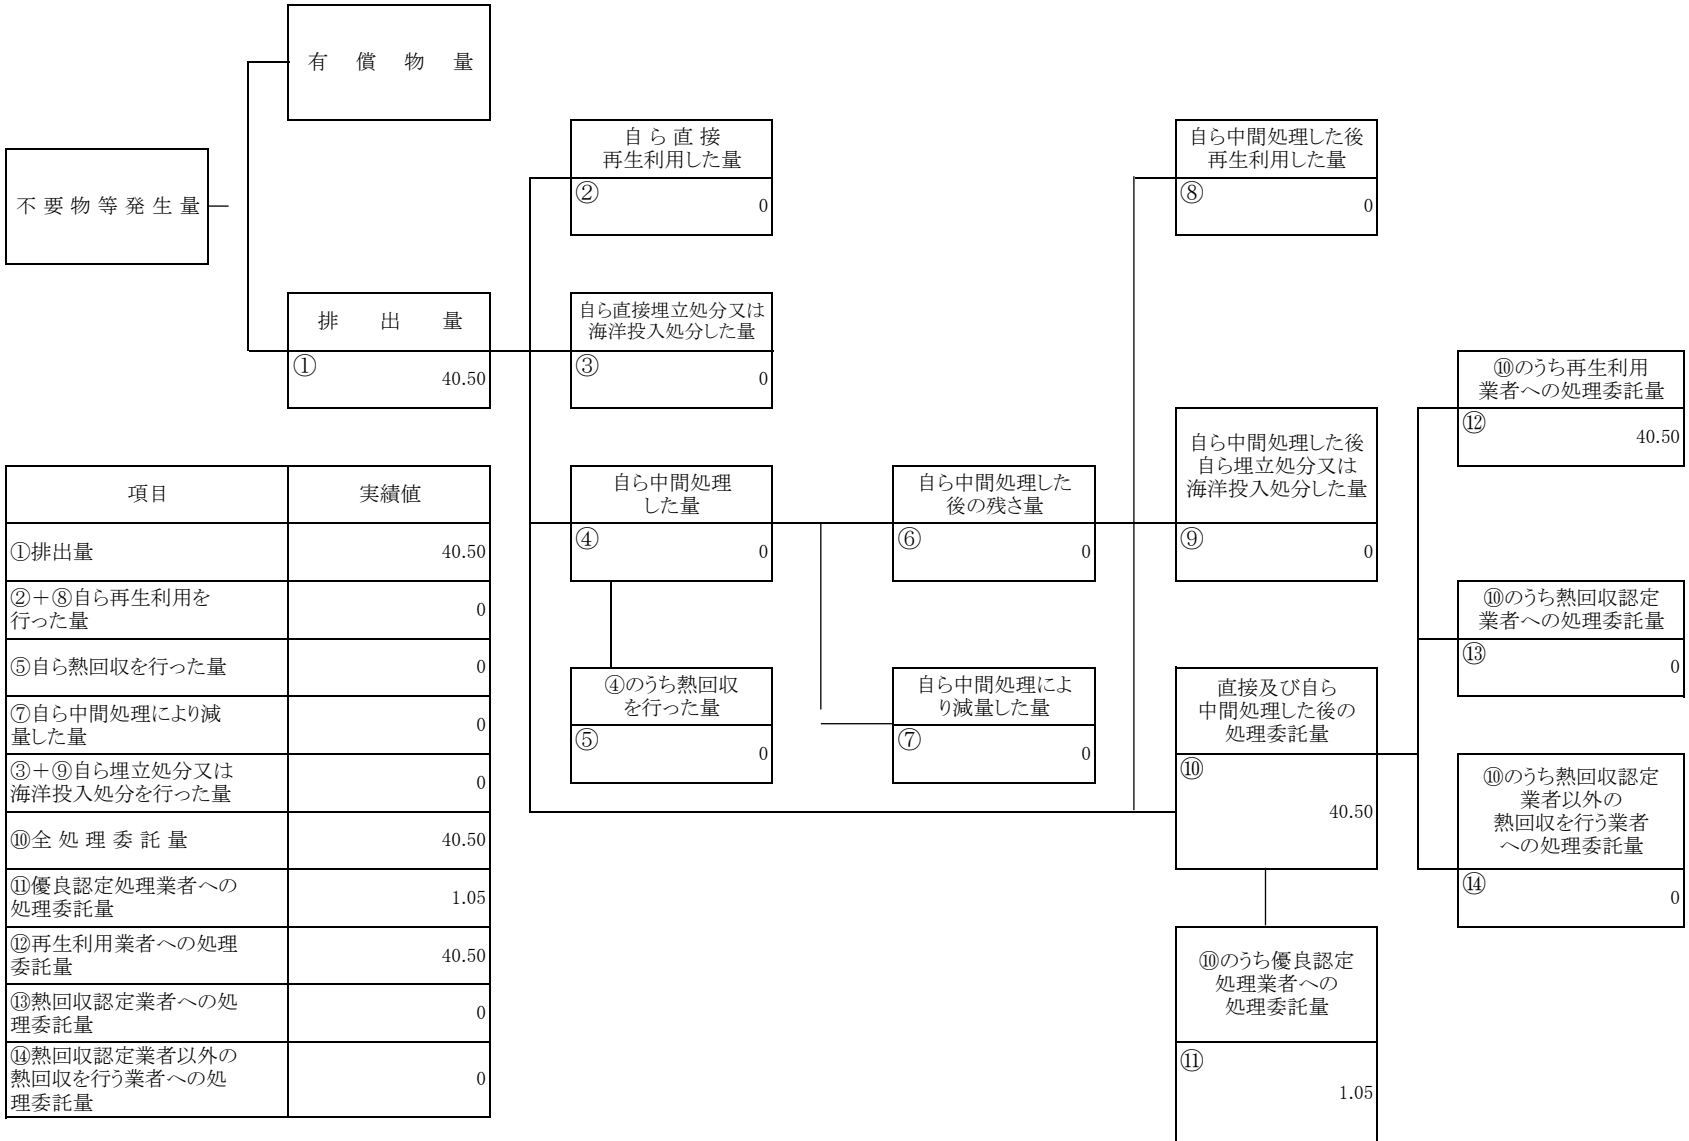 有 償 物 量
不 要 物 等 発 生 量
自 ら 直 接
再生利用した量
②
0
自ら中間処理した後
再生利用した量
⑧
0
排 出 量
①
40.50
自ら直接埋立処分又は
海洋投入処分した量
③
0
⑩のうち再生利用
業者への処理委託量
⑫
40.50
自ら中間処理
した量
④
0
自ら中間処理した
後の残さ量
⑥
0
自ら中間処理した後
自ら埋立処分又は
海洋投入処分した量
⑨
0
⑩のうち熱回収認定
業者への処理委託量
⑬
0
④のうち熱回収
を行った量
⑤
0
自ら中間処理によ
り減量した量
⑦
0
直接及び自ら
中間処理した後の
処理委託量
⑩
40.50
⑩のうち熱回収認定
業者以外の
熱回収を行う業者
への処理委託量
⑭
0
⑩のうち優良認定
処理業者への
処理委託量
⑪
1.05
項目 実績値
①排出量 40.50
②＋⑧自ら再生利用を
行った量 0
⑤自ら熱回収を行った量 0
⑦自ら中間処理により減
量した量 0
③＋⑨自ら埋立処分又は
海洋投入処分を行った量 0
⑩全 処 理 委 託 量 40.50
⑪優良認定処理業者への
処理委託量 1.05
⑫再生利用業者への処理
委託量 40.50
⑬熱回収認定業者への処
理委託量 0
⑭熱回収認定業者以外の
熱回収を行う業者への処
理委託量 0